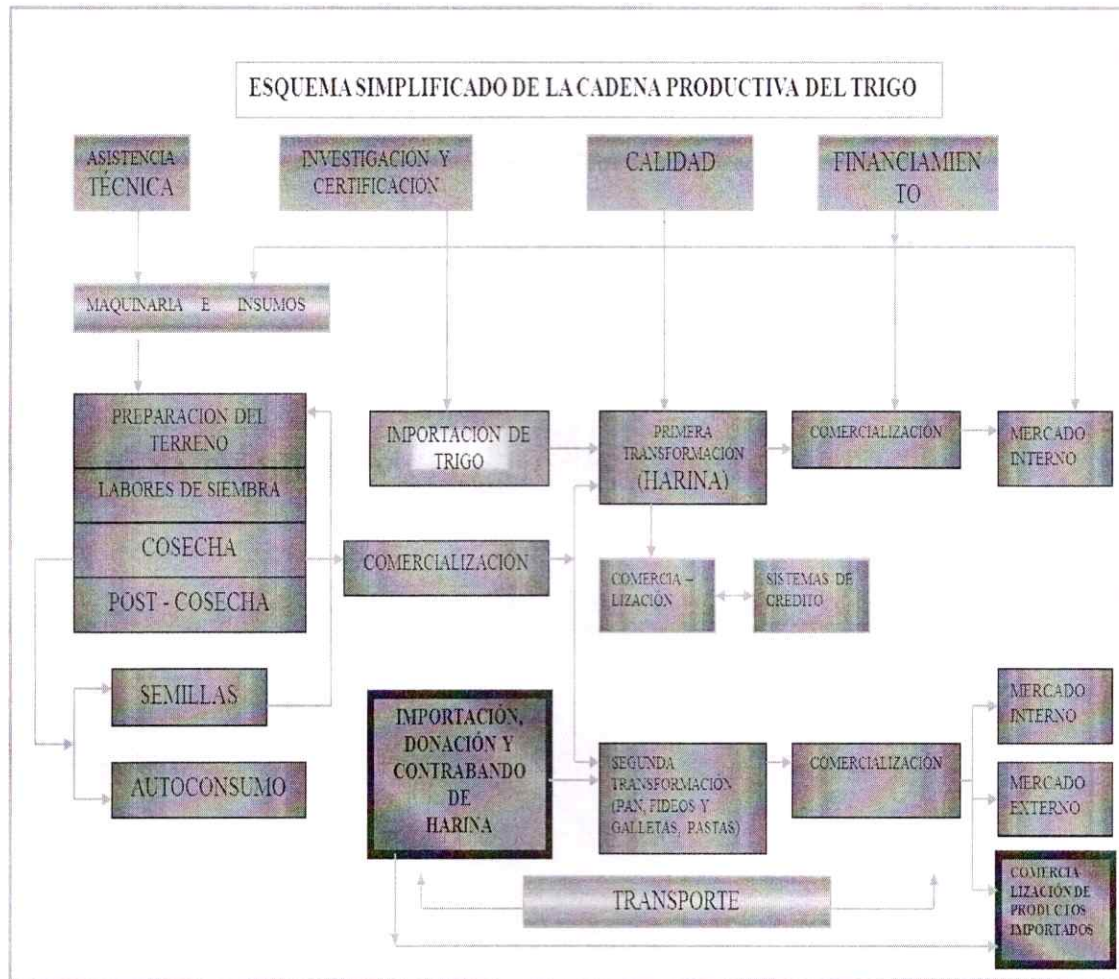 ESQUEMA SIMPLIFICADO DE LA CADENA PRODUCTIVA DEL TRIGO
ASISTENCIA
TÉCNICA
INVESTIGACIÓN Y
CERTIFICACIÓN
CALIDAD
FINANCIAMIEN
TO
MAQUINARIA E INSUMOS
PREPARACION DEL
TERRENO
LABORES DE SIEMBRA
COSECHA
POST - COSECHA
IMPORTACION DE
TRIGO
PRIMERA
TRANSFORMACIÓN
(HARINA)
COMERCIALIZACIÓN
MERCADO
INTERNO
COMERCIALIZACIÓN
COMERCIA –
LIZACIÓN
SISTEMAS DE
CRÉDITO
SEMILLAS
AUTOCONSUMO
IMPORTACIÓN,
DONACIÓN Y
CONTRABANDO
DE
HARINA
SEGUNDA
TRANSFORMACIÓN
(PAN, FIDEOS Y
GALLETAS, PASTAS)
COMERCIALIZACIÓN
MERCADO
INTERNO
MERCADO
EXTERNO
COMERCIA-
LIZACIÓN DE
PRODUCTOS
IMPORTADOS
TRANSPORTE